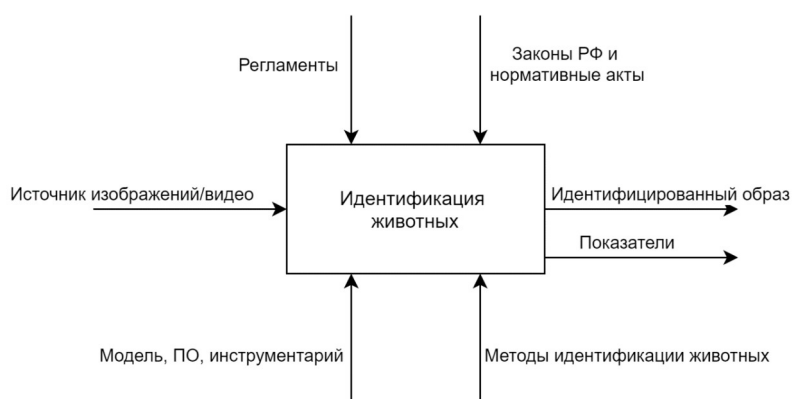 Регламенты
Законы РФ и
нормативные акты
Источник изображений/видео
Идентификация
животных
Идентифицированный образ
Показатели
Модель, ПО, инструментарий
Методы идентификации животных